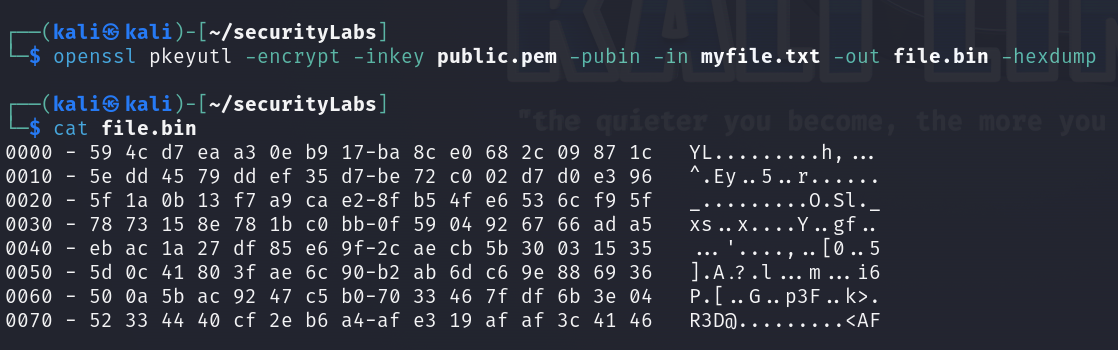 ┌──(kali㉿kali)-[~/securityLabs]
└─$ openssl pkeyutl -encrypt -inkey public.pem -pubin -in myfile.txt -out file.bin -hexdump
┌──(kali㉿kali)-[~/securityLabs]
"the quieter you become, the more you
└─$ cat file.bin
0000 - 59 4c d7 ea a3 0e b9 17-ba 8c e0 68 2c 09 87 1c   YL.........h,...
0010 - 5e dd 45 79 dd ef 35 d7-be 72 c0 02 d7 d0 e3 96   ^.Ey..5..r......
0020 - 5f 1a 0b 13 f7 a9 ca e2-8f b5 4f e6 53 6c f9 5f   _.........O.Sl._
0030 - 78 73 15 8e 78 1b c0 bb-0f 59 04 92 67 66 ad a5   xs..x....Y..gf..
0040 - eb ac 1a 27 df 85 e6 9f-2c ae cb 5b 30 03 15 35   ...'....,..[0..5
0050 - 5d 0c 41 80 3f ae 6c 90-b2 ab 6d c6 9e 88 69 36   ].A.?.l...m...i6
0060 - 50 0a 5b ac 92 47 c5 b0-70 33 46 7f df 6b 3e 04   P.[..G..p3F..k>.
0070 - 52 33 44 40 cf 2e b6 a4-af e3 19 af af 3c 41 46   R3D@.........<AF